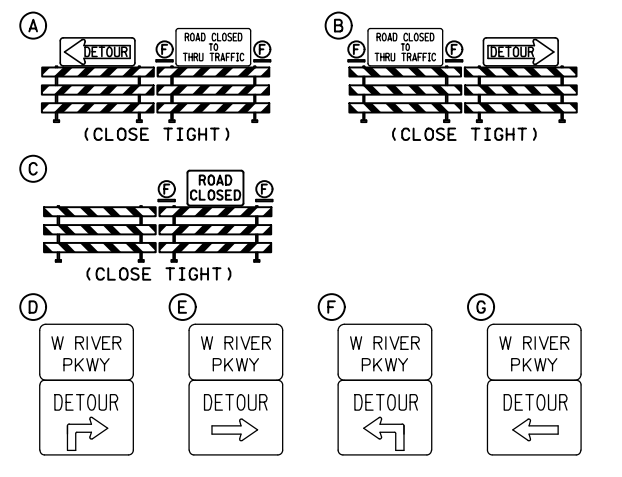 A
B
DETOUR
F
ROAD CLOSED
TO
THRU TRAFFIC
F
F
ROAD CLOSED
TO
THRU TRAFFIC
F
DETOUR
(CLOSE TIGHT)
(CLOSE TIGHT)
C
F
ROAD
CLOSED
F
(CLOSE TIGHT)
D
W RIVER
PKWY
DETOUR
E
W RIVER
PKWY
DETOUR
F
W RIVER
PKWY
DETOUR
G
W RIVER
PKWY
DETOUR